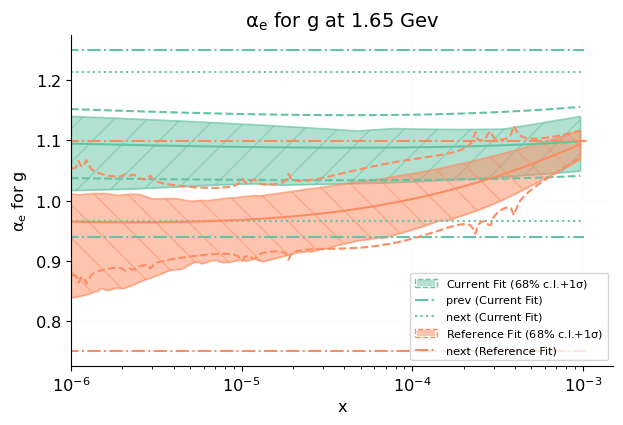 αe for g at 1.65 Gev
αe for g
1.2
1.1
1.0
0.9
0.8
10⁻⁶
10⁻⁵
10⁻⁴
10⁻³
x
Current Fit (68% c.l.+1σ)
prev (Current Fit)
next (Current Fit)
Reference Fit (68% c.l.+1σ)
next (Reference Fit)